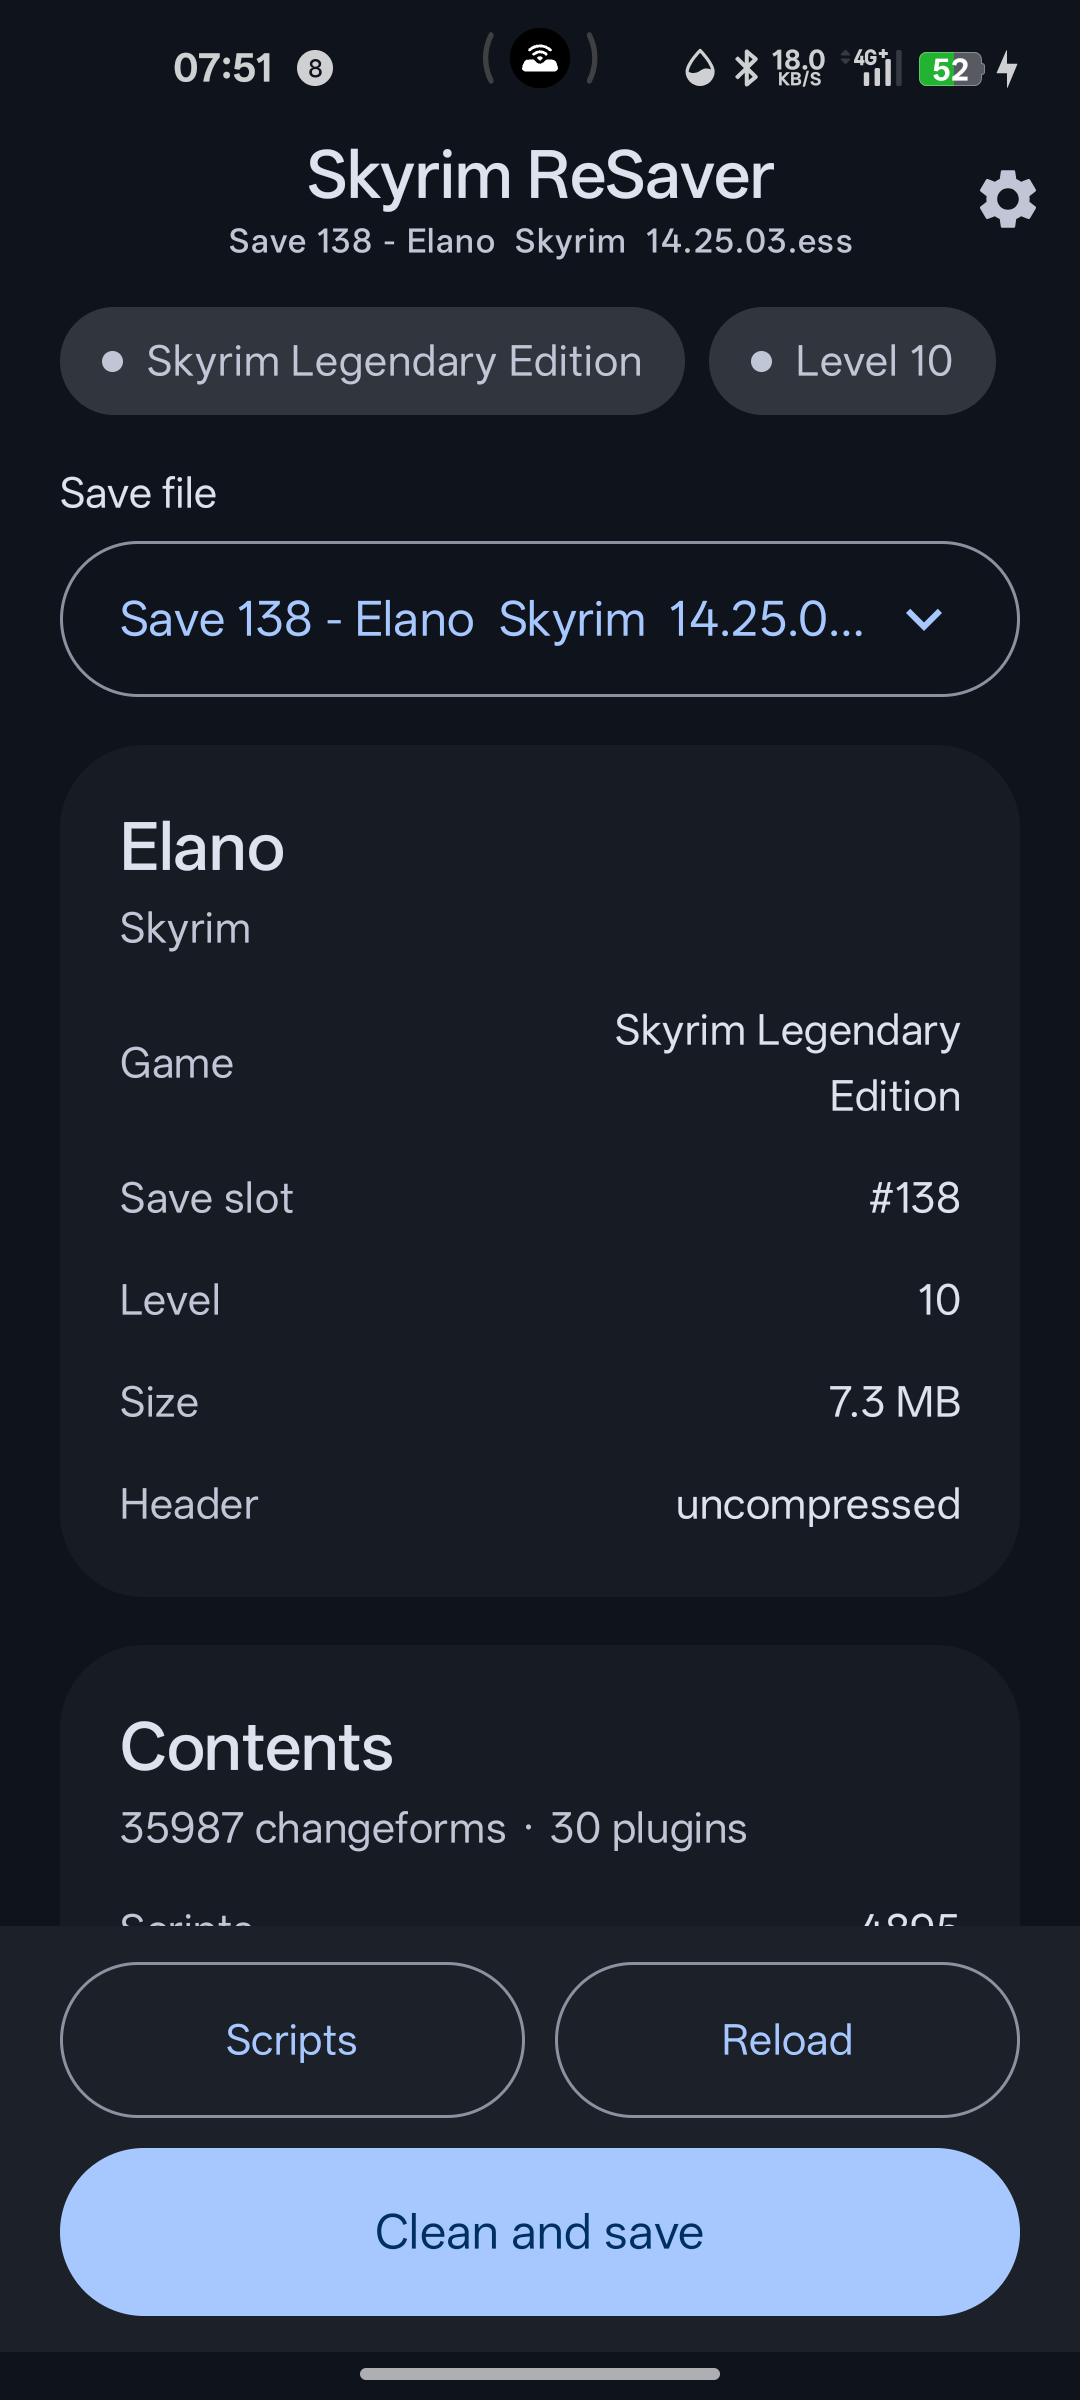 07:51 8 18.0 KB/S 4G+ 52
Skyrim ReSaver
Save 138 - Elano Skyrim 14.25.03.ess
Skyrim Legendary Edition
Level 10
Save file
Save 138 - Elano Skyrim 14.25.0...
Elano
Skyrim
Game Skyrim Legendary
Edition
Save slot #138
Level 10
Size 7.3 MB
Header uncompressed
Contents
35987 changeforms · 30 plugins
Scripts 4895
Scripts Reload
Clean and save